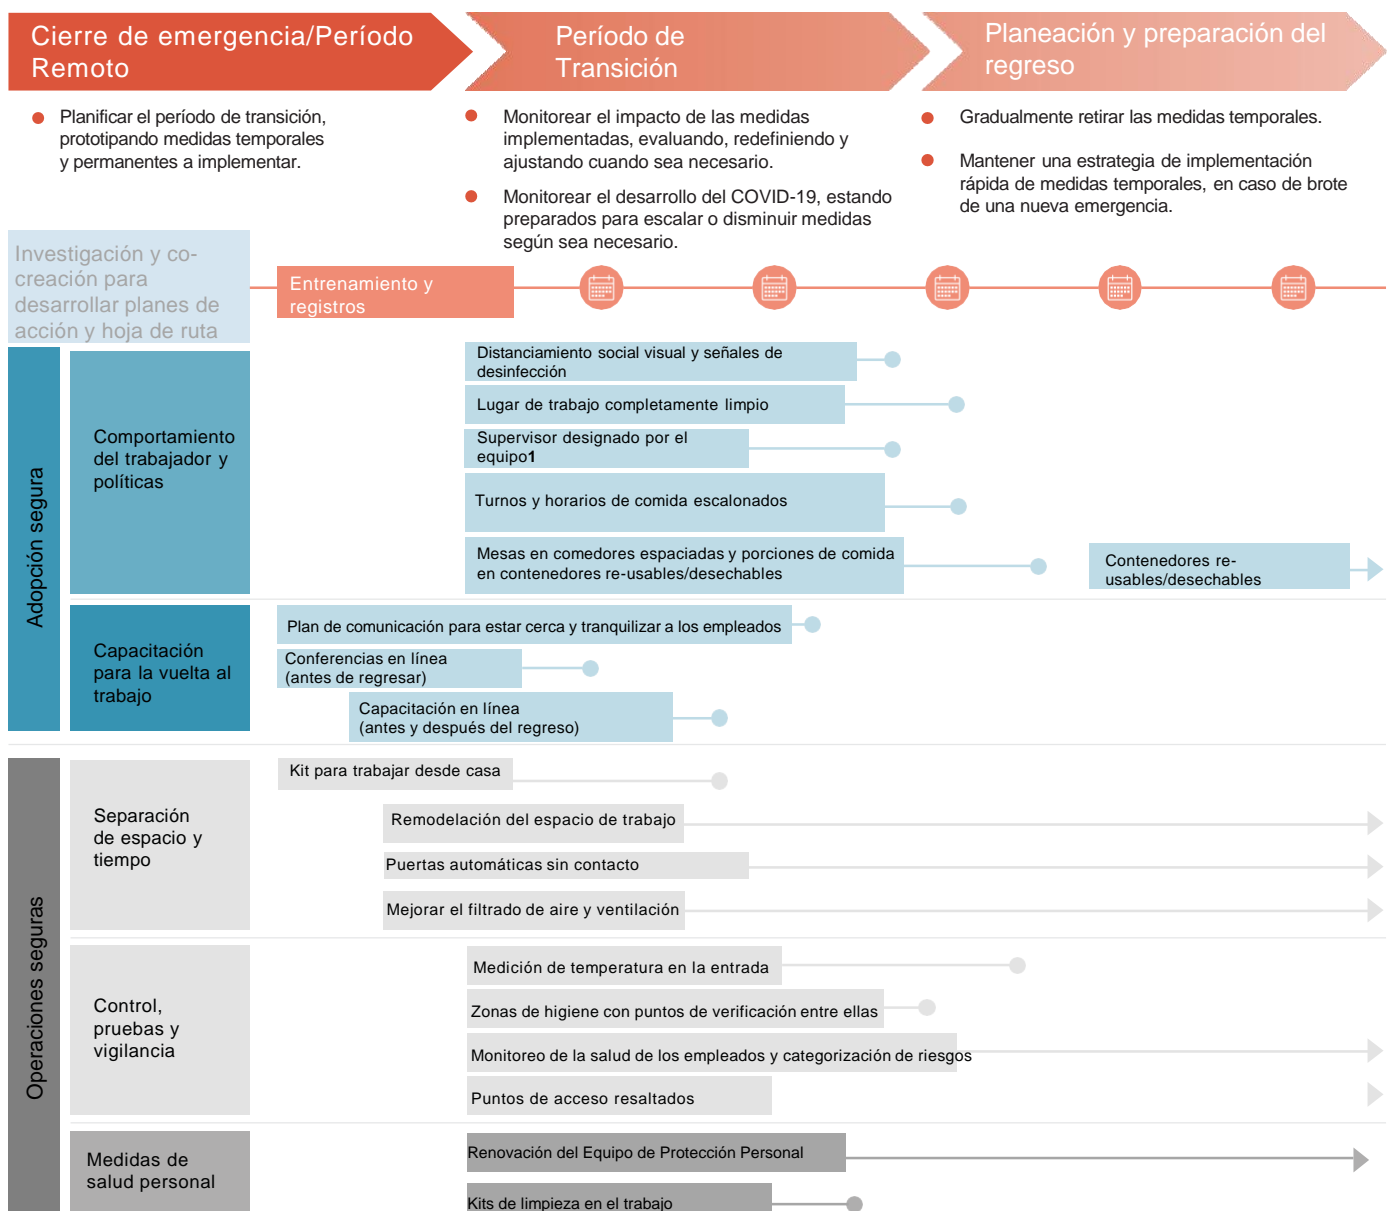 Cierre de emergencia/Período
Remoto
Período de
Transición
Planeación y preparación del
regreso
Planificar el período de transición,
prototipando medidas temporales
y permanentes a implementar.
Monitorear el impacto de las medidas
implementadas, evaluando, redefiniendo y
ajustando cuando sea necesario.
Monitorear el desarrollo del COVID-19, estando
preparados para escalar o disminuir medidas
según sea necesario.
Gradualmente retirar las medidas temporales.
Mantener una estrategia de implementación
rápida de medidas temporales, en caso de brote
de una nueva emergencia.
Investigación y co-
creación para
desarrollar planes de
acción y hoja de ruta
Entrenamiento y
registros
Adopción segura
Comportamiento
del trabajador y
políticas
Distanciamiento social visual y señales de
desinfección
Lugar de trabajo completamente limpio
Supervisor designado por el
equipo1
Turnos y horarios de comida escalonados
Mesas en comedores espaciadas y porciones de comida
en contenedores re-usables/desechables
Contenedores re-
usables/desechables
Capacitación
para la vuelta al
trabajo
Plan de comunicación para estar cerca y tranquilizar a los empleados
Conferencias en línea
(antes de regresar)
Capacitación en línea
(antes y después del regreso)
Operaciones seguras
Separación
de espacio y
tiempo
Kit para trabajar desde casa
Remodelación del espacio de trabajo
Puertas automáticas sin contacto
Mejorar el filtrado de aire y ventilación
Control,
pruebas y
vigilancia
Medición de temperatura en la entrada
Zonas de higiene con puntos de verificación entre ellas
Monitoreo de la salud de los empleados y categorización de riesgos
Puntos de acceso resaltados
Medidas de
salud personal
Renovación del Equipo de Protección Personal
Kits de limpieza en el trabajo